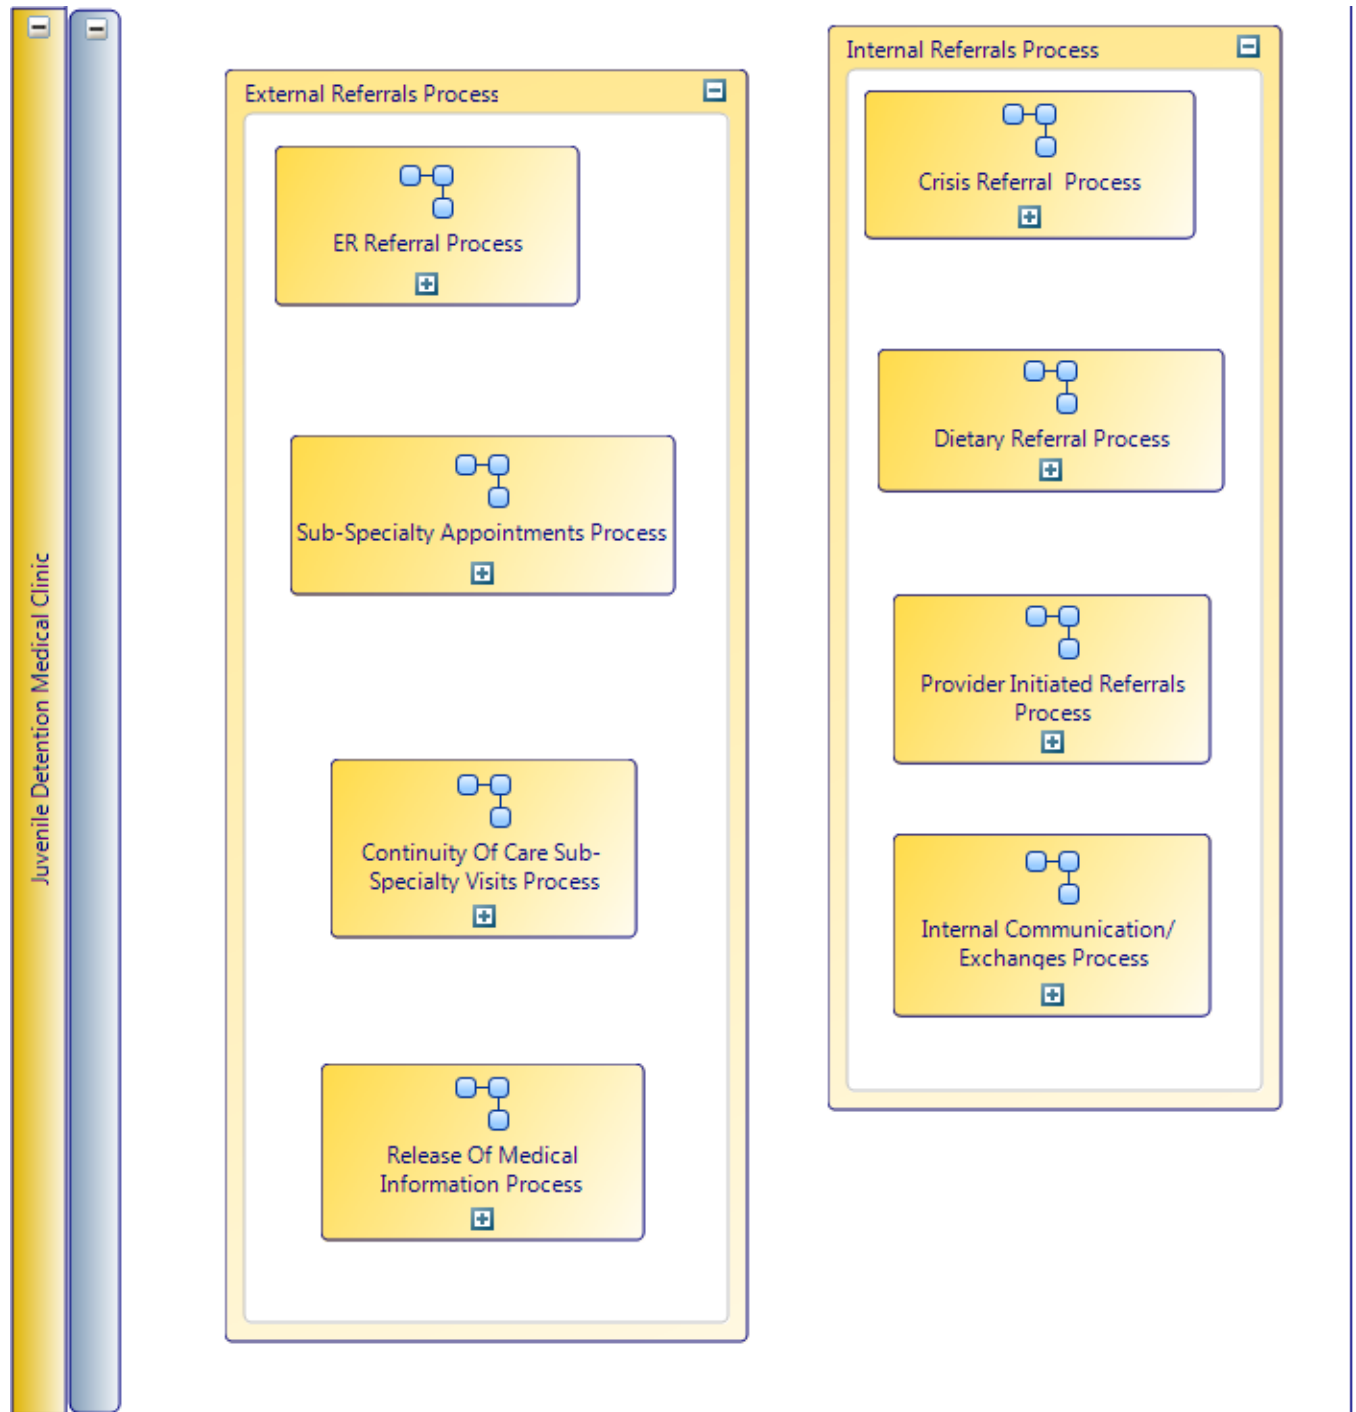 Juvenile Detention Medical Clinic
External Referrals Process
ER Referral Process
Sub-Specialty Appointments Process
Continuity Of Care Sub-
Specialty Visits Process
Release Of Medical
Information Process
Internal Referrals Process
Crisis Referral  Process
Dietary Referral Process
Provider Initiated Referrals
Process
Internal Communication/
Exchanges Process